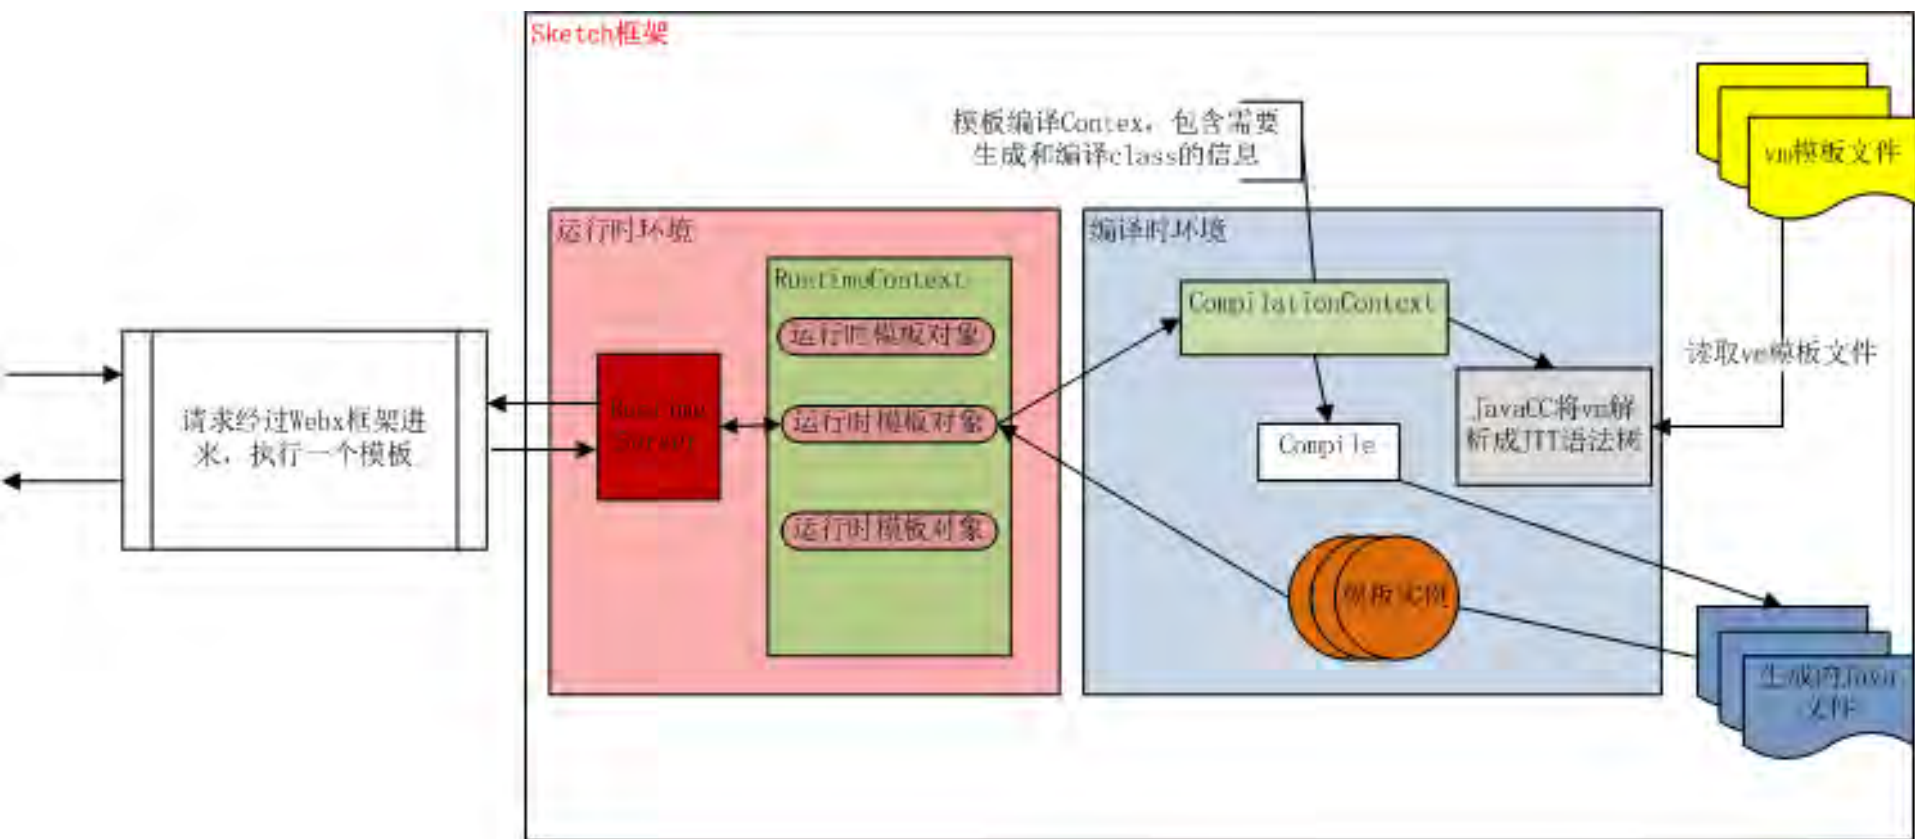 Sketch框架
模板编译Contex，包含需要
生成和编译class的信息
vm模板文件
运行时环境
编译时环境
RuntimeContext
CompilationContext
运行时模板对象
读取vm模板文件
请求经过Webx框架进
来，执行一个模板
运行时模板对象
JavaCC将vm解
析成JTT语法树
Compile
运行时模板对象
模板实例
生成的Java
文件